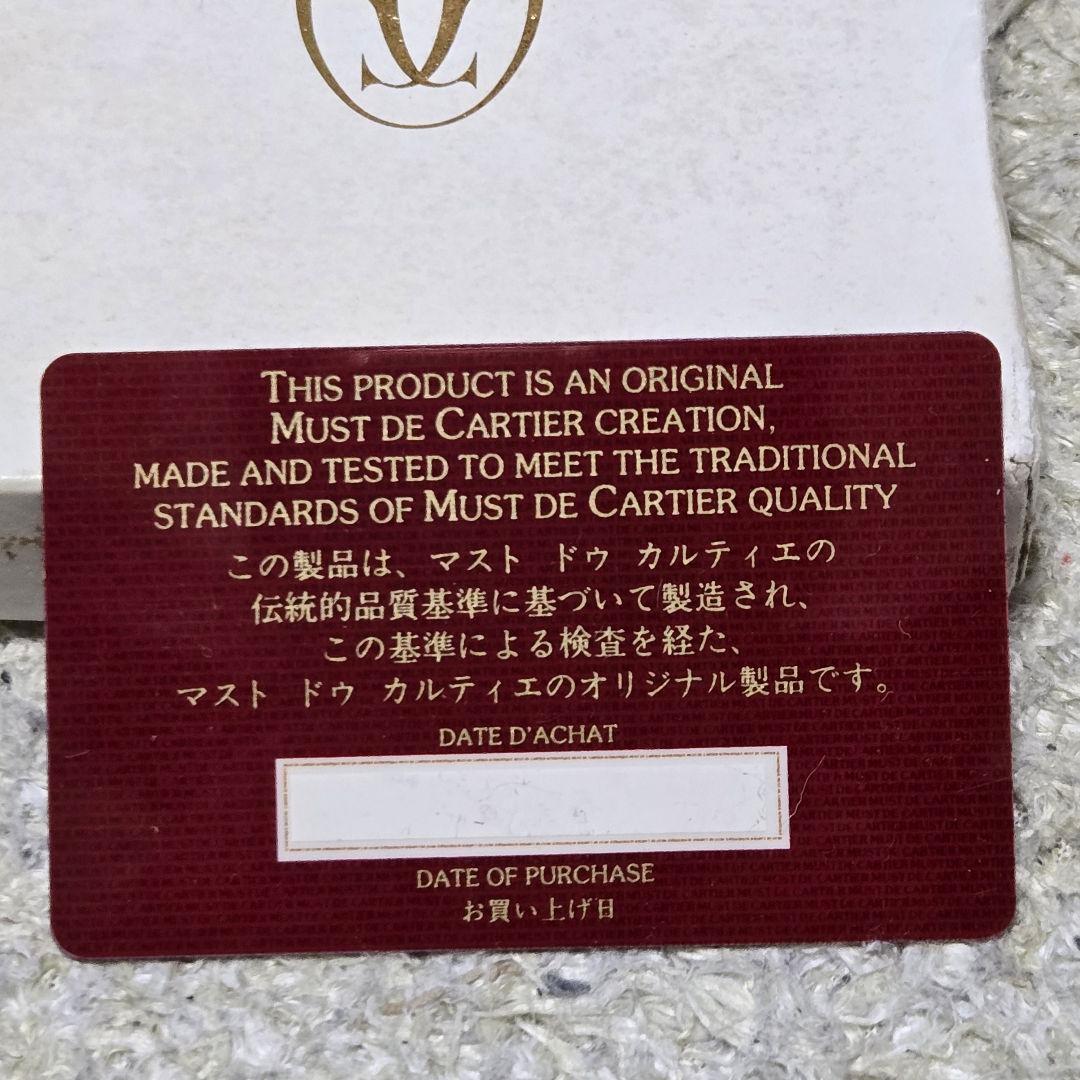 THIS PRODUCT IS AN ORIGINAL
MUST DE CARTIER CREATION,
MADE AND TESTED TO MEET THE TRADITIONAL
STANDARDS OF MUST DE CARTIER QUALITY
この製品は、マスト ドゥ カルティエの
伝統的品質基準に基づいて製造され、
この基準による検査を経た、
マスト ドゥ カルティエのオリジナル製品です。
DATE D'ACHAT
DATE OF PURCHASE
お買い上げ日